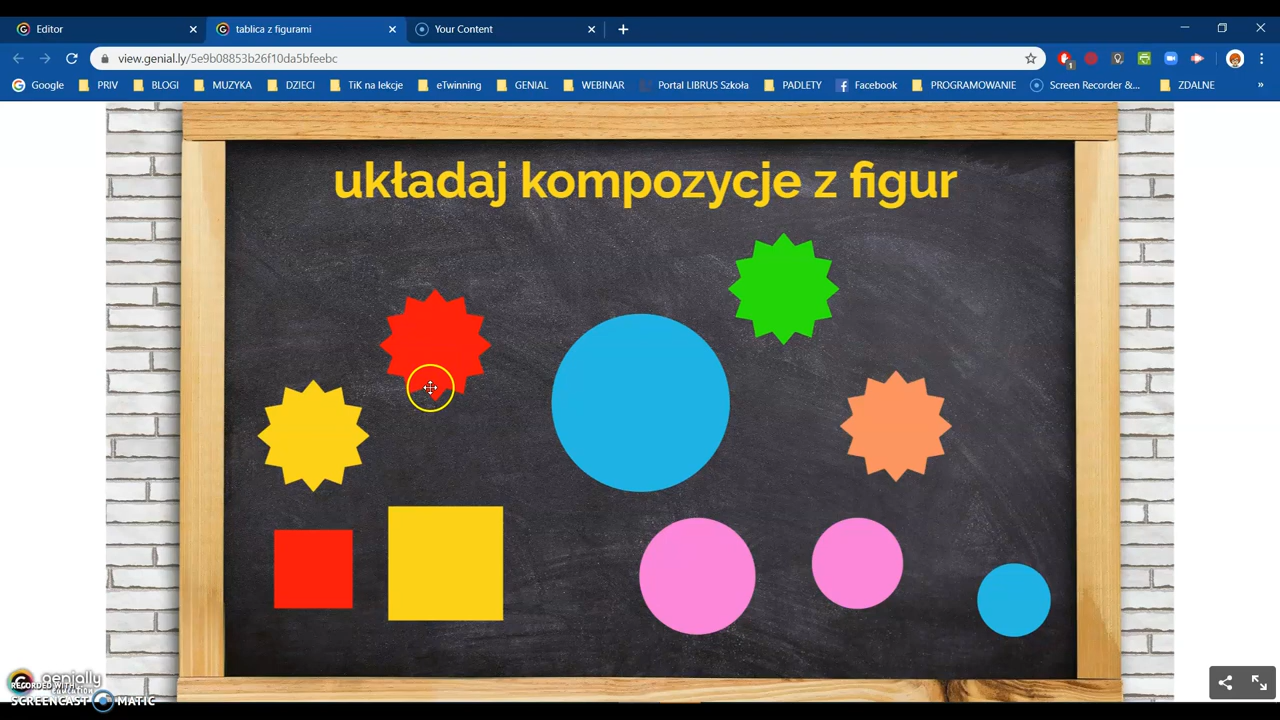 Editor
tablica z figurami
Your Content
view.genial.ly/5e9b08853b26f10da5bfeebc
Google PRIV BLOGI MUZYKA DZIECI TiK na lekcje eTwinning GENIAL WEBINAR Portal LIBRUS Szkoła PADLETY Facebook PROGRAMOWANIE Screen Recorder &... ZDALNE »
układaj kompozycje z figur
genially
RECORDED WITH
SCREENCAST MATIC